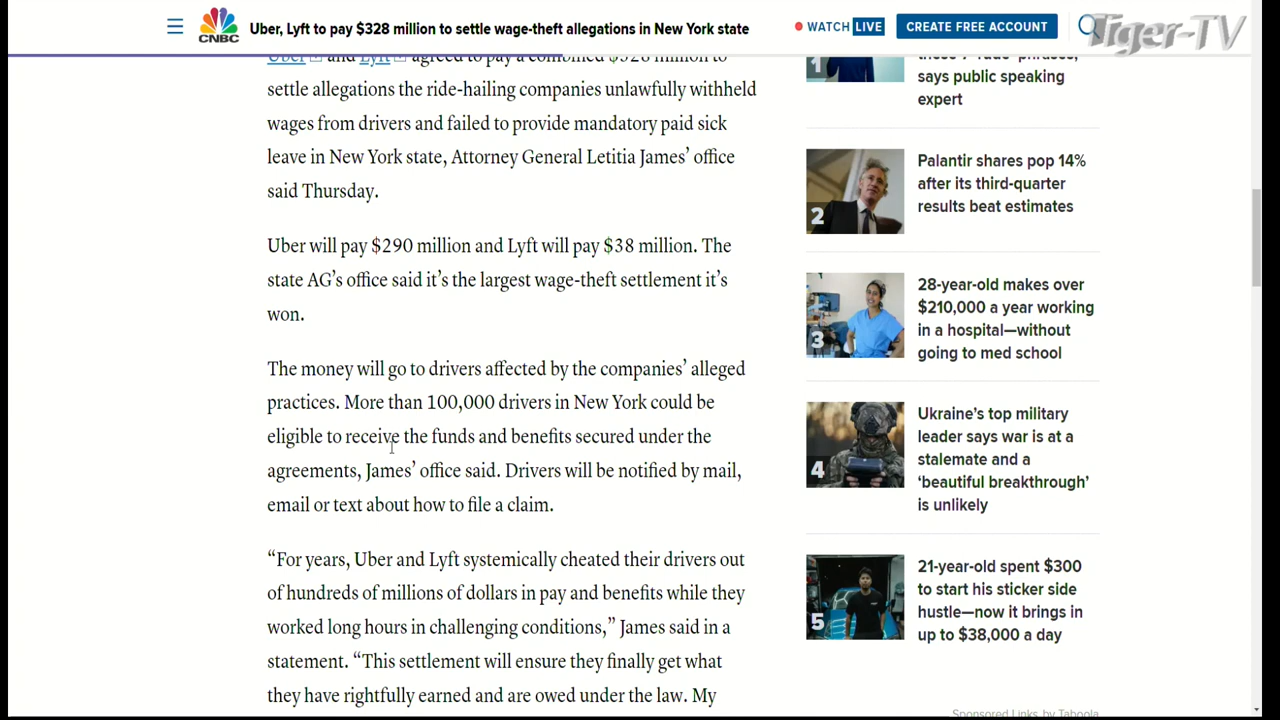 CNBC
Uber, Lyft to pay $328 million to settle wage-theft allegations in New York state
WATCH LIVE
CREATE FREE ACCOUNT
Tiger-TV
Uber and Lyft agreed to pay a combined $328 million to
settle allegations the ride-hailing companies unlawfully withheld
wages from drivers and failed to provide mandatory paid sick
leave in New York state, Attorney General Letitia James’ office
said Thursday.
Uber will pay $290 million and Lyft will pay $38 million. The
state AG’s office said it’s the largest wage-theft settlement it’s
won.
The money will go to drivers affected by the companies’ alleged
practices. More than 100,000 drivers in New York could be
eligible to receive the funds and benefits secured under the
agreements, James’ office said. Drivers will be notified by mail,
email or text about how to file a claim.
“For years, Uber and Lyft systemically cheated their drivers out
of hundreds of millions of dollars in pay and benefits while they
worked long hours in challenging conditions,” James said in a
statement. “This settlement will ensure they finally get what
they have rightfully earned and are owed under the law. My
1
these 7 ‘rude’ phrases,
says public speaking
expert
2
Palantir shares pop 14%
after its third-quarter
results beat estimates
3
28-year-old makes over
$210,000 a year working
in a hospital—without
going to med school
4
Ukraine’s top military
leader says war is at a
stalemate and a
‘beautiful breakthrough’
is unlikely
5
21-year-old spent $300
to start his sticker side
hustle—now it brings in
up to $38,000 a day
Sponsored Links by Taboola